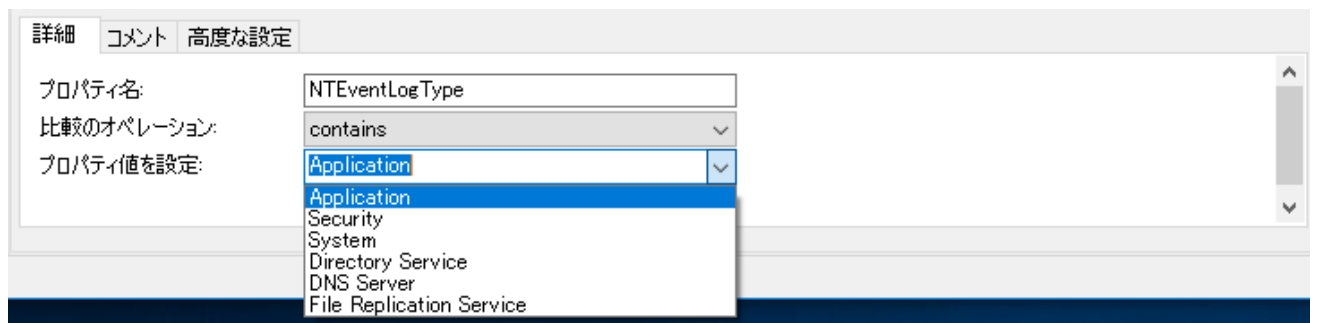 詳細 コメント 高度な設定
プロパティ名: NTEventLogType
比較のオペレーション: contains
プロパティ値を設定: Application
Application
Security
System
Directory Service
DNS Server
File Replication Service